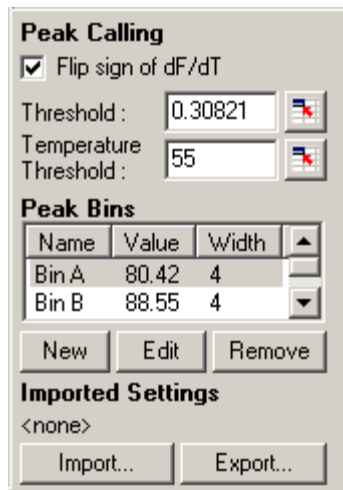 Peak Calling
Flip sign of dF/dT
Threshold : 0.30821
Temperature
Threshold : 55
Peak Bins
Name Value Width
Bin A 80.42 4
Bin B 88.55 4
New Edit Remove
Imported Settings
<none>
Import... Export...